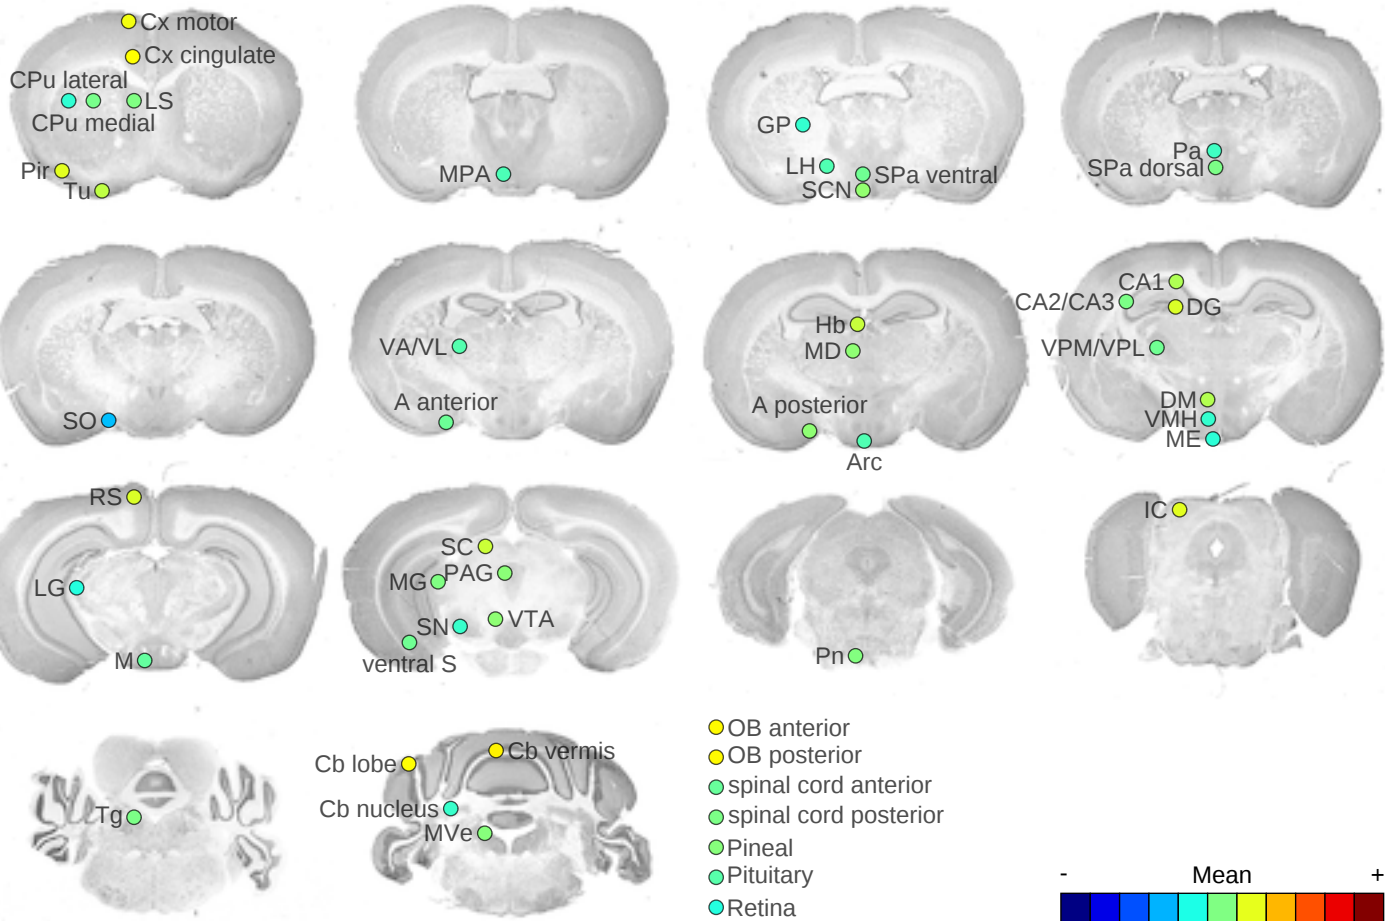 Cx motor
Cx cingulate
CPu lateral
LS
CPu medial
Pir
Tu
MPA
GP
LH
SPa ventral
SCN
Pa
SPa dorsal
SO
VA/VL
A anterior
Hb
MD
A posterior
Arc
CA1
CA2/CA3
DG
VPM/VPL
DM
VMH
ME
RS
LG
M
SC
MG
PAG
SN
VTA
ventral S
Pn
IC
Tg
Cb lobe
Cb vermis
Cb nucleus
MVe
OB anterior
OB posterior
spinal cord anterior
spinal cord posterior
Pineal
Pituitary
Retina
- Mean +